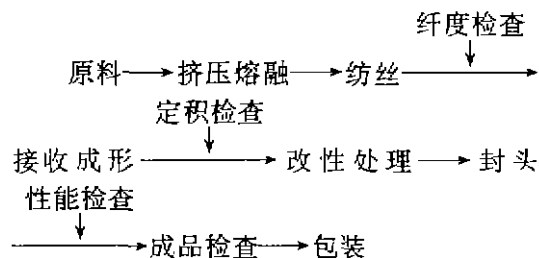 纤度检查
原料→挤压熔融→纺丝→
定积检查
接收成形→改性处理→封头
性能检查
→成品检查→包装